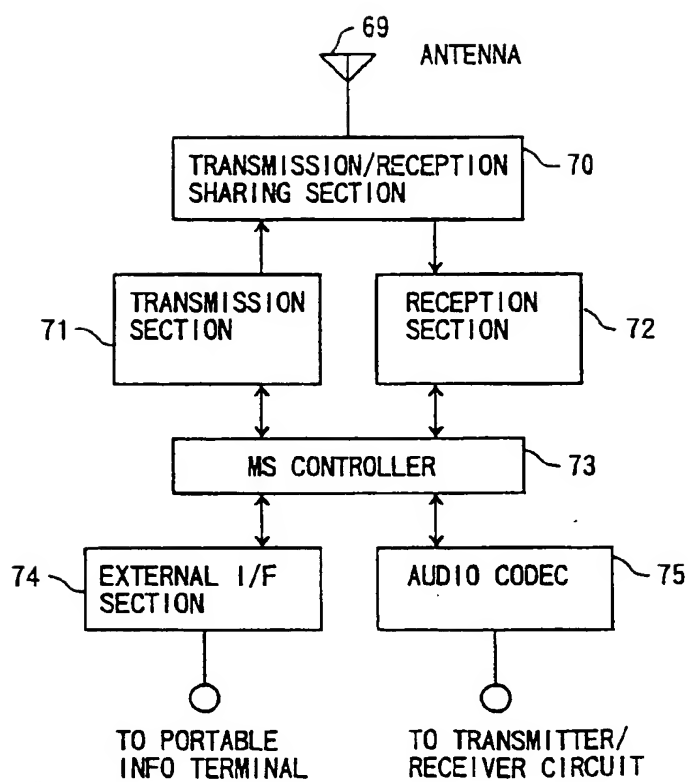 69
ANTENNA
TRANSMISSION/RECEPTION
SHARING SECTION
70
TRANSMISSION
SECTION
71
RECEPTION
SECTION
72
MS CONTROLLER
73
74
EXTERNAL I/F
SECTION
AUDIO CODEC
75
TO PORTABLE
INFO TERMINAL
TO TRANSMITTER/
RECEIVER CIRCUIT